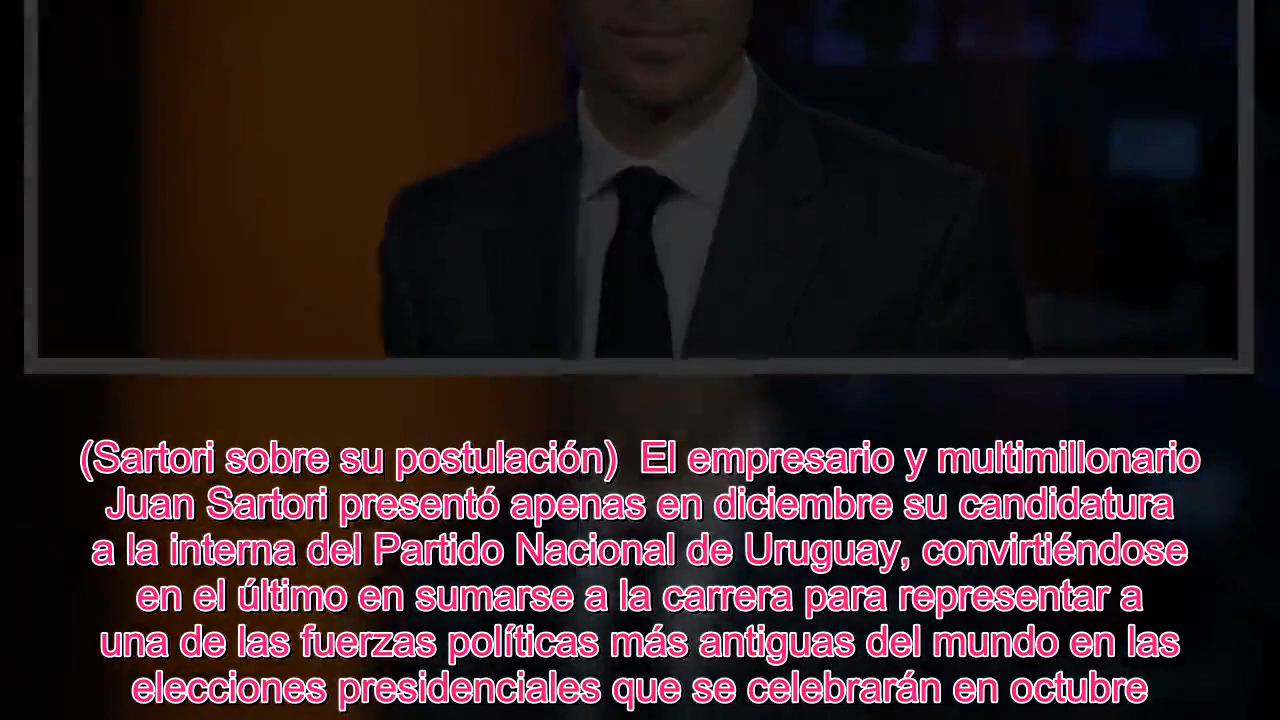 (Sartori sobre su postulación)  El empresario y multimillonario
Juan Sartori presentó apenas en diciembre su candidatura
a la interna del Partido Nacional de Uruguay, convirtiéndose
en el último en sumarse a la carrera para representar a
una de las fuerzas políticas más antiguas del mundo en las
elecciones presidenciales que se celebrarán en octubre